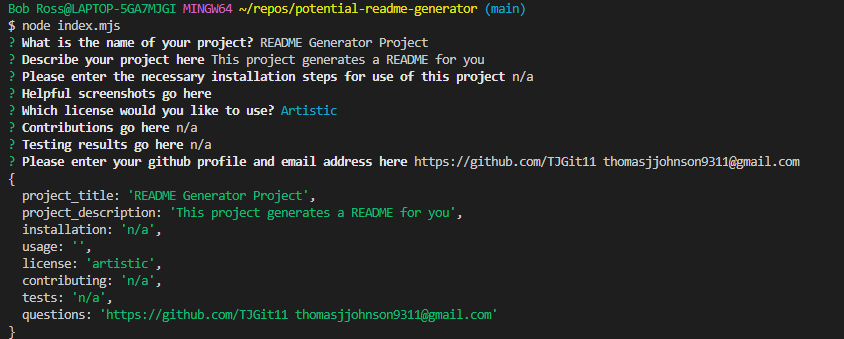 Bob Ross@LAPTOP-5GA7MJGI MINGW64 ~/repos/potential-readme-generator (main)
$ node index.mjs
? What is the name of your project? README Generator Project
? Describe your project here This project generates a README for you
? Please enter the necessary installation steps for use of this project n/a
? Helpful screenshots go here
? Which license would you like to use? Artistic
? Contributions go here n/a
? Testing results go here n/a
? Please enter your github profile and email address here https://github.com/TJGit11 thomasjjohnson9311@gmail.com
{
  project_title: 'README Generator Project',
  project_description: 'This project generates a README for you',
  installation: 'n/a',
  usage: '',
  license: 'artistic',
  contributing: 'n/a',
  tests: 'n/a',
  questions: 'https://github.com/TJGit11 thomasjjohnson9311@gmail.com'
}